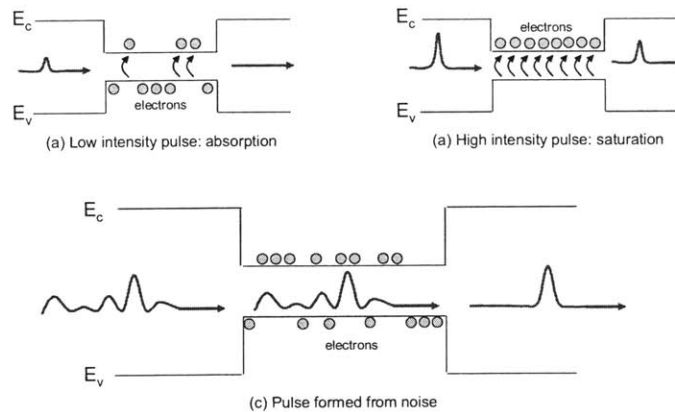 E_c
electrons
E_v
(a) Low intensity pulse: absorption
E_c
electrons
E_v
(a) High intensity pulse: saturation
E_c
electrons
E_v
(c) Pulse formed from noise